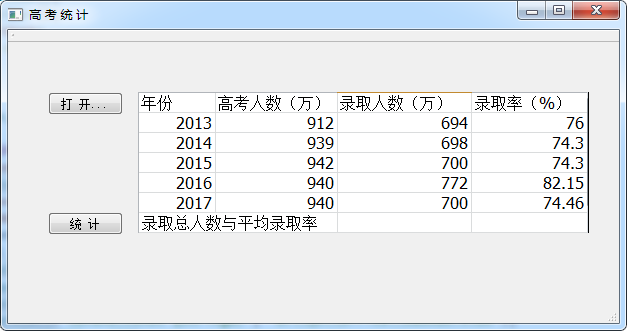 高考统计
打 开...
年份 高考人数（万） 录取人数（万） 录取率（%）
2013 912 694 76
2014 939 698 74.3
2015 942 700 74.3
2016 940 772 82.15
2017 940 700 74.46
统 计
录取总人数与平均录取率